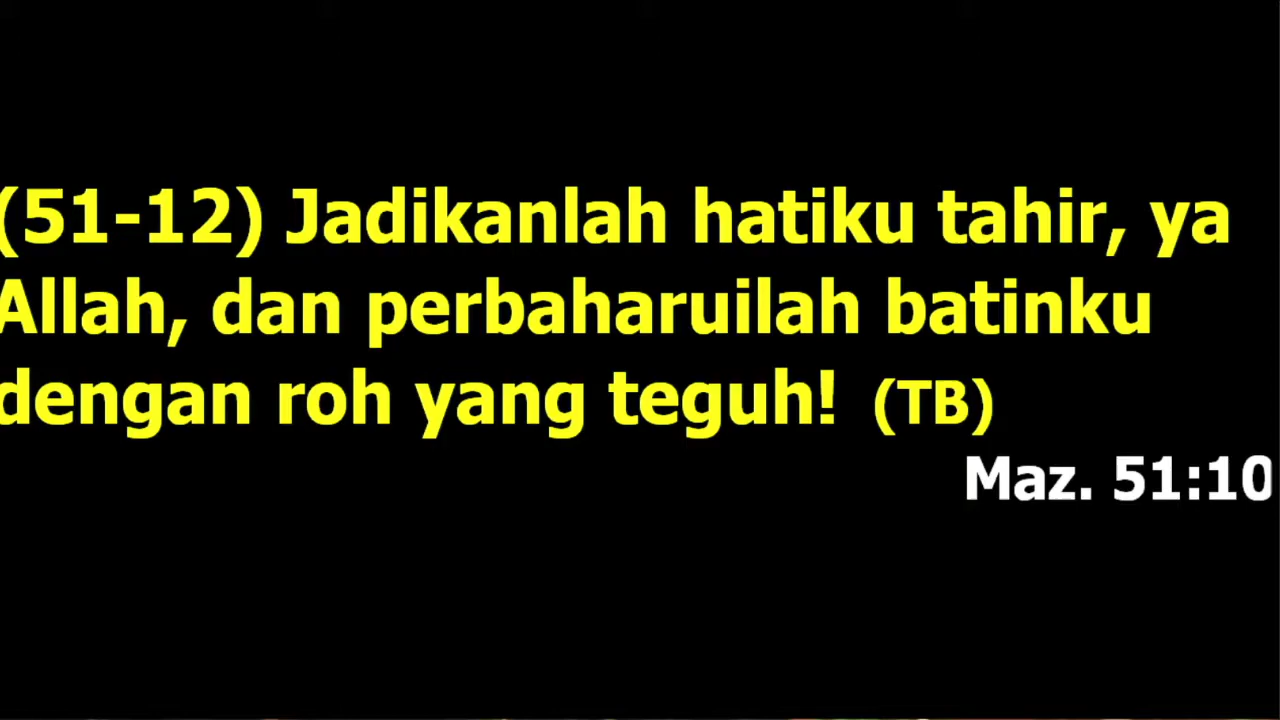 (51-12) Jadikanlah hatiku tahir, ya
Allah, dan perbaharuilah batinku
dengan roh yang teguh! (TB)
Maz. 51:10